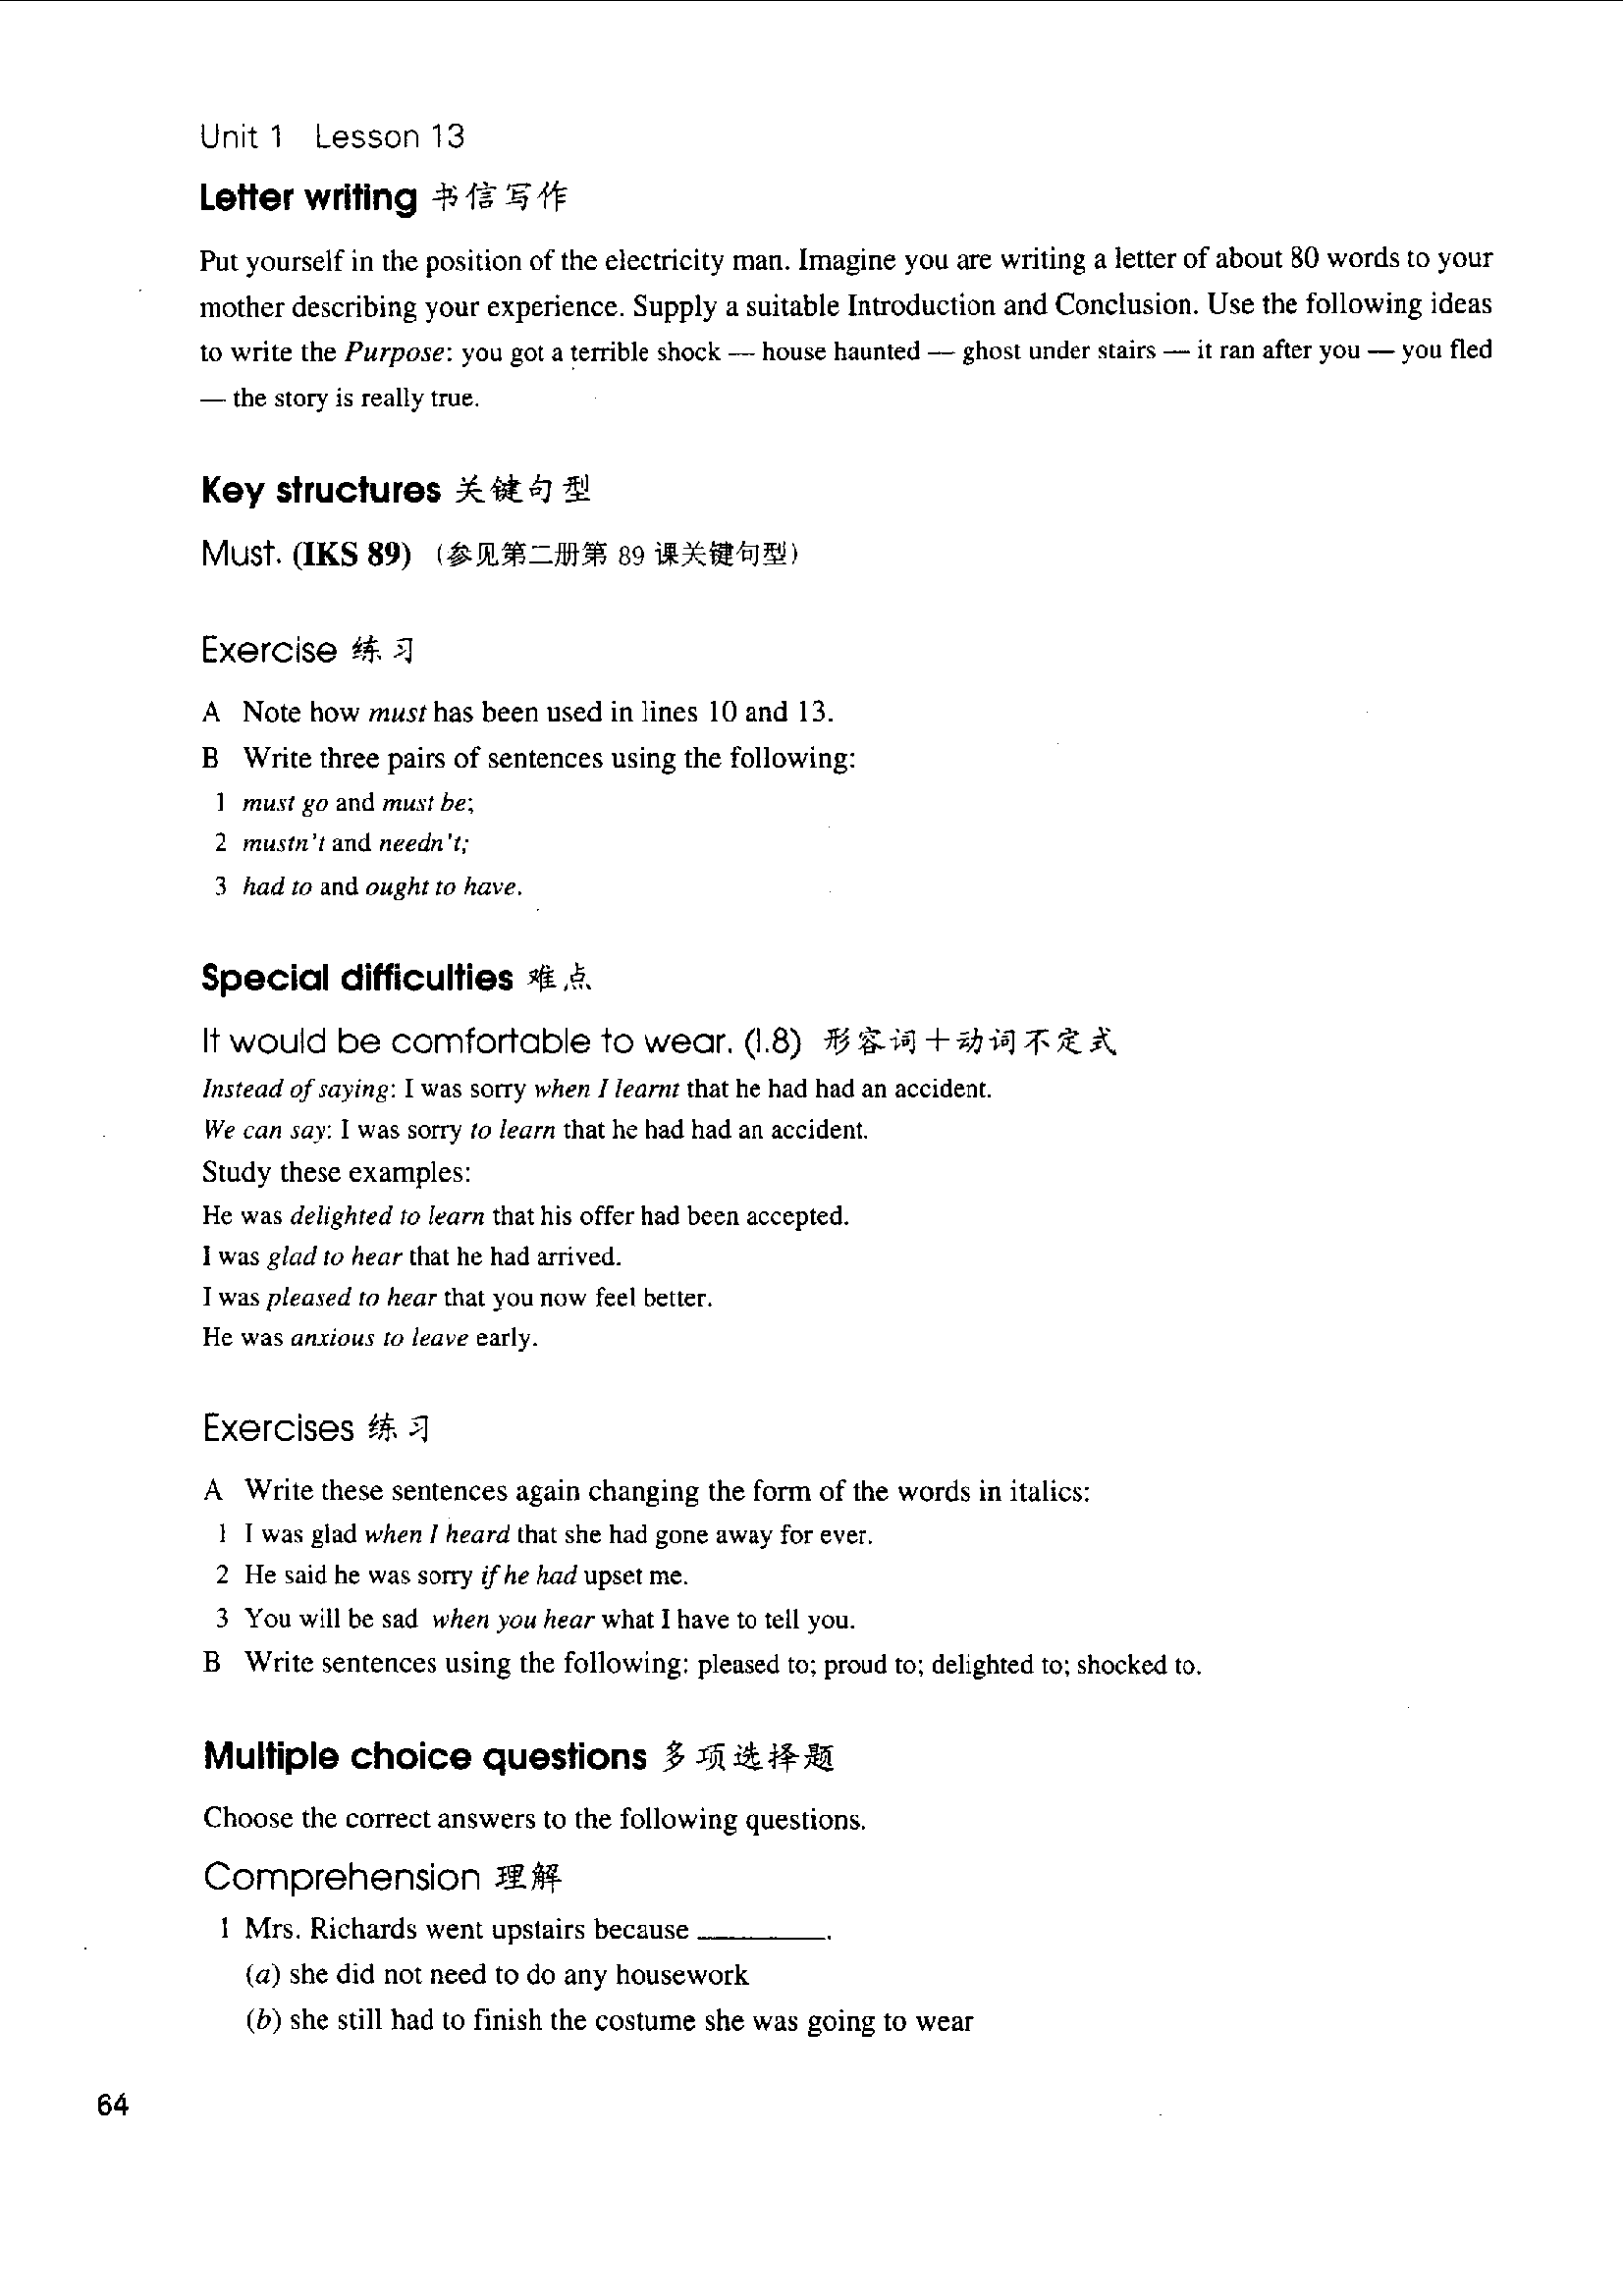 Unit 1 Lesson 13
Letter writing 书信写作
Put yourself in the position of the electricity man. Imagine you are writing a letter of about 80 words to your
mother describing your experience. Supply a suitable Introduction and Conclusion. Use the following ideas
to write the Purpose: you got a terrible shock — house haunted — ghost under stairs — it ran after you — you fled
— the story is really true.
Key structures 关键句型
Must. (IKS 89) (参见第二册第 89 课关键句型)
Exercise 练习
A Note how must has been used in lines 10 and 13.
B Write three pairs of sentences using the following:
1 must go and must be;
2 mustn't and needn't;
3 had to and ought to have.
Special difficulties 难点
It would be comfortable to wear. (l.8) 形容词+动词不定式
Instead of saying: I was sorry when I learnt that he had had an accident.
We can say: I was sorry to learn that he had had an accident.
Study these examples:
He was delighted to learn that his offer had been accepted.
I was glad to hear that he had arrived.
I was pleased to hear that you now feel better.
He was anxious to leave early.
Exercises 练习
A Write these sentences again changing the form of the words in italics:
1 I was glad when I heard that she had gone away for ever.
2 He said he was sorry if he had upset me.
3 You will be sad when you hear what I have to tell you.
B Write sentences using the following: pleased to; proud to; delighted to; shocked to.
Multiple choice questions 多项选择题
Choose the correct answers to the following questions.
Comprehension 理解
1 Mrs. Richards went upstairs because ________.
(a) she did not need to do any housework
(b) she still had to finish the costume she was going to wear
64